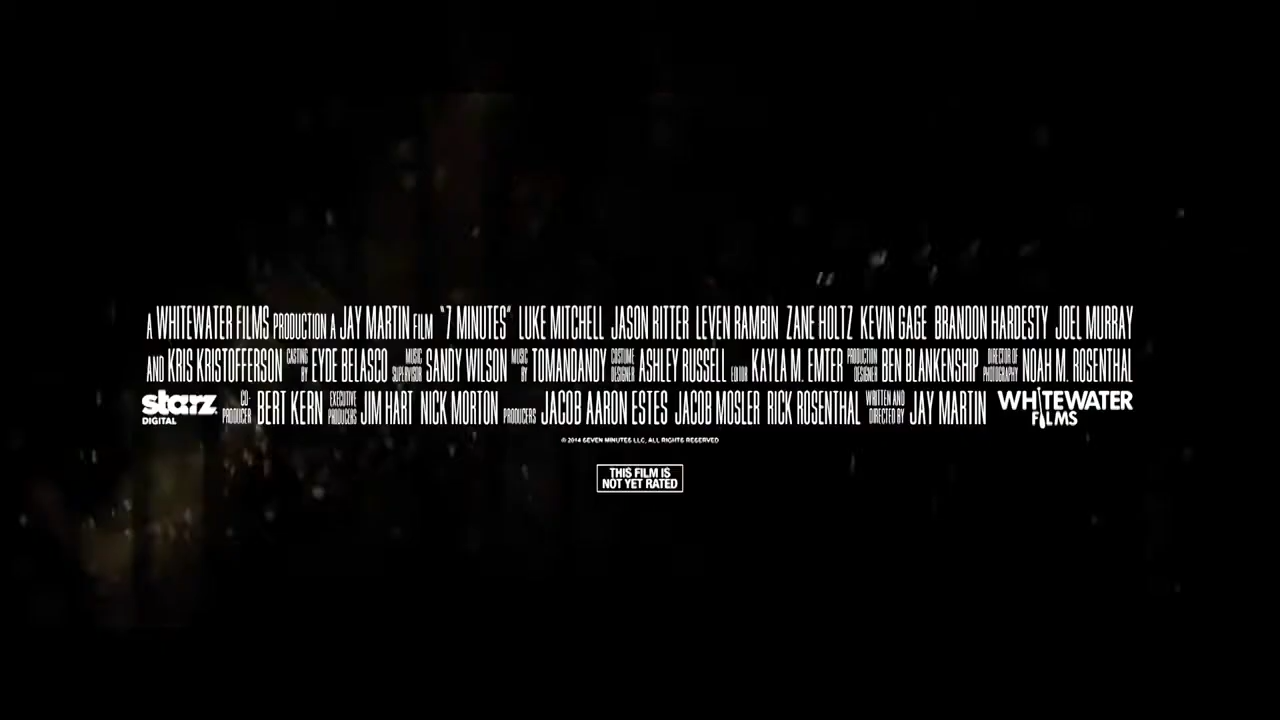 A WHITEWATER FILMS PRODUCTION A JAY MARTIN FILM "7 MINUTES" LUKE MITCHELL JASON RITTER LEVEN RAMBIN ZANE HOLTZ KEVIN GAGE BRANDON HARDESTY JOEL MURRAY
AND KRIS KRISTOFFERSON CASTING BY EYDE BELASCO MUSIC SUPERVISOR SANDY WILSON MUSIC BY TOMANDANDY COSTUME DESIGNER ASHLEY RUSSELL EDITOR KAYLA M. EMTER PRODUCTION DESIGNER BEN BLANKENSHIP DIRECTOR OF PHOTOGRAPHY NOAH M. ROSENTHAL
starz DIGITAL CO-PRODUCER BERT KERN EXECUTIVE PRODUCERS JIM HART NICK MORTON PRODUCERS JACOB AARON ESTES JACOB MOSLER RICK ROSENTHAL WRITTEN AND DIRECTED BY JAY MARTIN WHITEWATER FILMS
© 2014 SEVEN MINUTES LLC, ALL RIGHTS RESERVED
THIS FILM IS
NOT YET RATED